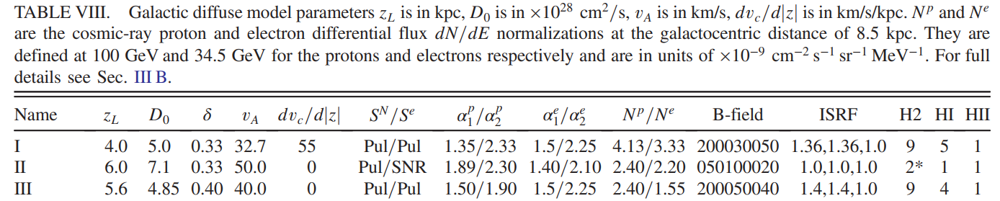 TABLE VIII. Galactic diffuse model parameters z_L is in kpc, D_0 is in ×10^28 cm^2/s, v_A is in km/s, dv_c/d|z| is in km/s/kpc. N^p and N^e
are the cosmic-ray proton and electron differential flux dN/dE normalizations at the galactocentric distance of 8.5 kpc. They are
defined at 100 GeV and 34.5 GeV for the protons and electrons respectively and are in units of ×10^−9 cm^−2 s^−1 sr^−1 MeV^−1. For full
details see Sec. III B.
Name z_L D_0 δ v_A dv_c/d|z| S^N/S^e α_1^p/α_2^p α_1^e/α_2^e N^p/N^e B-field ISRF H2 HI HII
I 4.0 5.0 0.33 32.7 55 Pul/Pul 1.35/2.33 1.5/2.25 4.13/3.33 200030050 1.36,1.36,1.0 9 5 1
II 6.0 7.1 0.33 50.0 0 Pul/SNR 1.89/2.30 1.40/2.10 2.40/2.20 050100020 1.0,1.0,1.0 2* 1 1
III 5.6 4.85 0.40 40.0 0 Pul/Pul 1.50/1.90 1.5/2.25 2.40/1.55 200050040 1.4,1.4,1.0 9 4 1